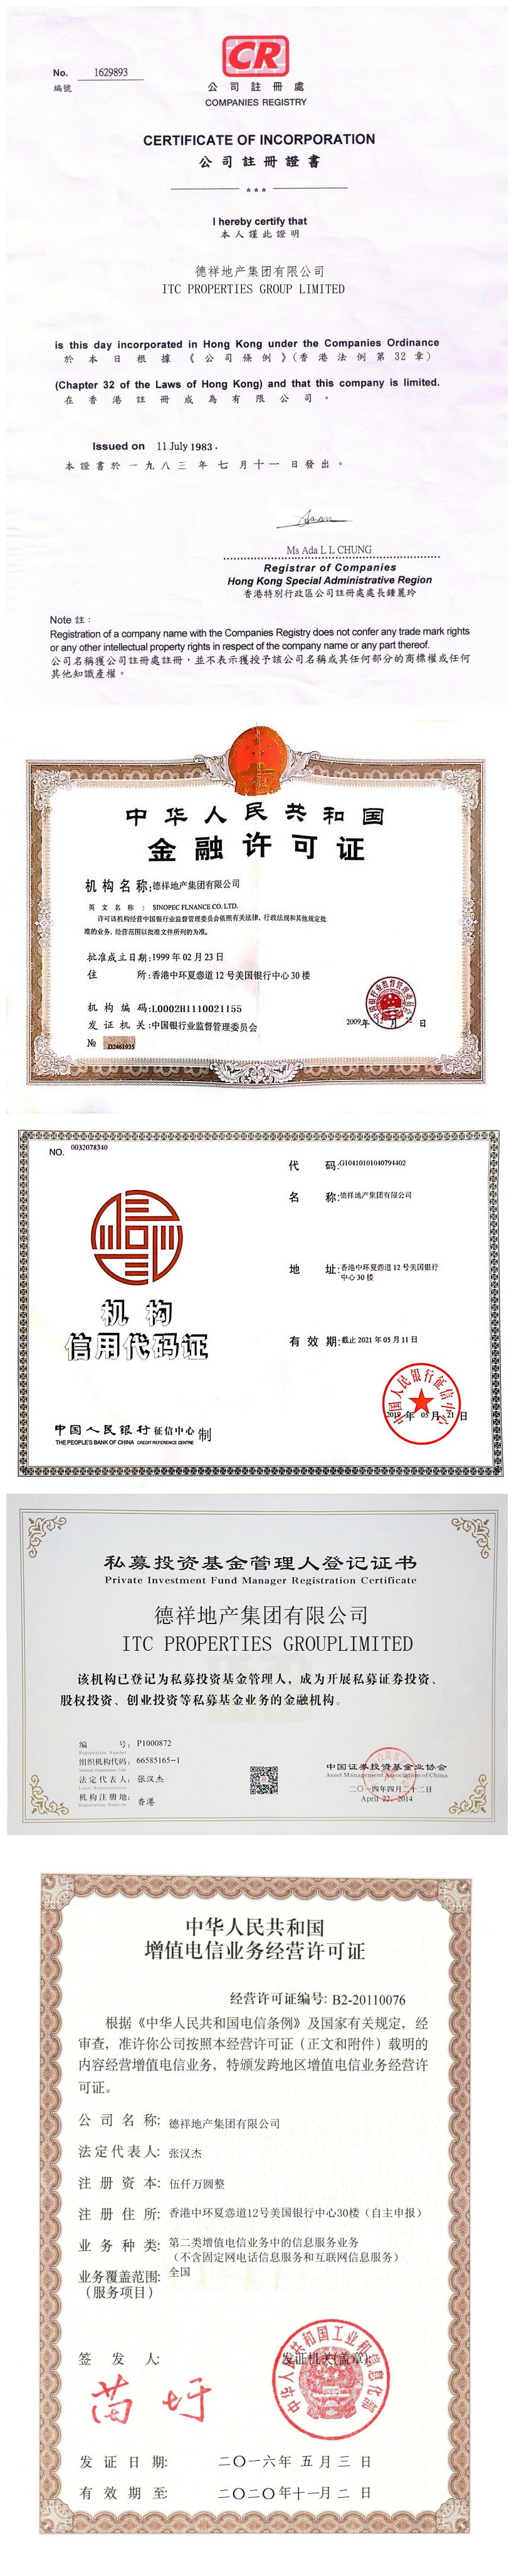 No. 1629893
編號
CR
公司註冊處
COMPANIES REGISTRY
CERTIFICATE OF INCORPORATION
公司註冊證書
***
I hereby certify that
本人謹此證明
德祥地产集团有限公司
ITC PROPERTIES GROUP LIMITED
is this day incorporated in Hong Kong under the Companies Ordinance
於本日根據《公司條例》(香港法例第32章)
(Chapter 32 of the Laws of Hong Kong) and that this company is limited.
在香港註冊成為有限公司。
Issued on 11 July 1983.
本證書於一九八三年七月十一日發出。
Ms Ada L L CHUNG
Registrar of Companies
Hong Kong Special Administrative Region
香港特別行政區公司註冊處處長鍾麗玲
Note 註:
Registration of a company name with the Companies Registry does not confer any trade mark rights
or any other intellectual property rights in respect of the company name or any part thereof.
公司名稱獲公司註冊處註冊，並不表示獲授予該公司名稱或其任何部分的商標權或任何
其他知識產權。
中华人民共和国
金融许可证
机构名称:德祥地产集团有限公司
英文名称: SINOPEC FLNANCE CO. LTD.
许可该机构经营中国银行业监督管理委员会依照有关法律、行政法规和其他规定批
准的业务，经营范围以批准文件所列的为准。
批准成立日期:1999年02月23日
住所:香港中环夏悫道12号美国银行中心30楼
机构编码:L0002H1110021155
发证机关:中国银行业监督管理委员会
2009年 月 日
№ D2461935
NO. 0032078340
机构
信用代码证
中国人民银行征信中心 制
THE PEOPLE'S BANK OF CHINA CREDIT REFERENCE CENTRE
代码:G10410101040794402
名称:德祥地产集团有限公司
地址:香港中环夏悫道12号美国银行
中心30楼
有效期:截止2021年05月11日
中国人民银行征信中心
2019年05月21日
私募投资基金管理人登记证书
Private Investment Fund Manager Registration Certificate
德祥地产集团有限公司
ITC PROPERTIES GROUPLIMITED
该机构已登记为私募投资基金管理人，成为开展私募证券投资、
股权投资、创业投资等私募基金业务的金融机构。
编号: P1000872
Registration Number
组织机构代码: 66585165-1
法定代表人: 张汉杰
Legal Representative
机构注册地: 香港
中国证券投资基金业协会
Asset Management Association of China
二〇一四年四月二十二日
April 22, 2014
中华人民共和国
增值电信业务经营许可证
经营许可证编号: B2-20110076
根据《中华人民共和国电信条例》及国家有关规定，经
审查，准许你公司按照本经营许可证（正文和附件）载明的
内容经营增值电信业务，特颁发跨地区增值电信业务经营许
可证。
公司名称: 德祥地产集团有限公司
法定代表人: 张汉杰
注册资本: 伍仟万圆整
注册住所: 香港中环夏悫道12号美国银行中心30楼（自主申报）
业务种类: 第二类增值电信业务中的信息服务业务
（不含固定网电话信息服务和互联网信息服务）
业务覆盖范围: 全国
（服务项目）
签发人: 发证机关(盖章):
苗圩
中华人民共和国工业和信息化部
发证日期: 二〇一六年五月三日
有效期至: 二〇二〇年十一月二日